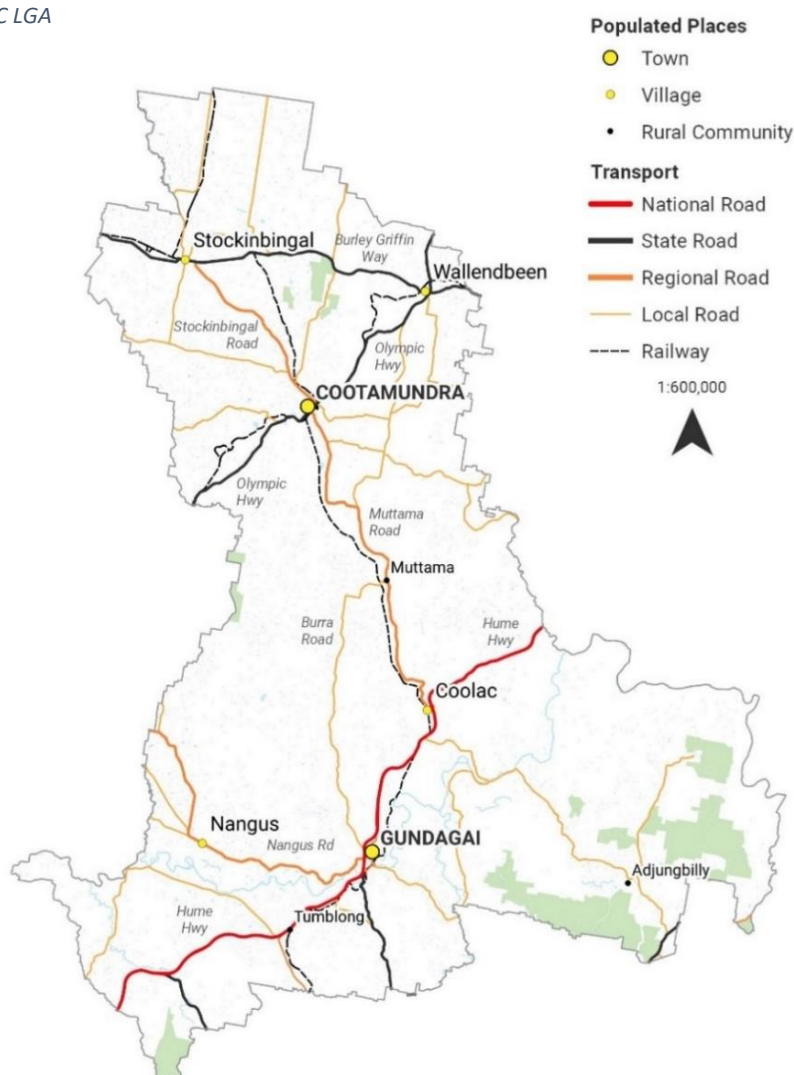 C LGA
Populated Places
Town
Village
Rural Community
Transport
National Road
State Road
Regional Road
Local Road
Railway
1:600,000
Stockinbingal
Burley Griffin
Way
Wallendbeen
Stockinbingal
Road
Olympic
Hwy
COOTAMUNDRA
Olympic
Hwy
Muttama
Road
Muttama
Burra
Road
Hume
Hwy
Coolac
Nangus
Nangus Rd
GUNDAGAI
Adjungbilly
Hume
Hwy
Tumblong